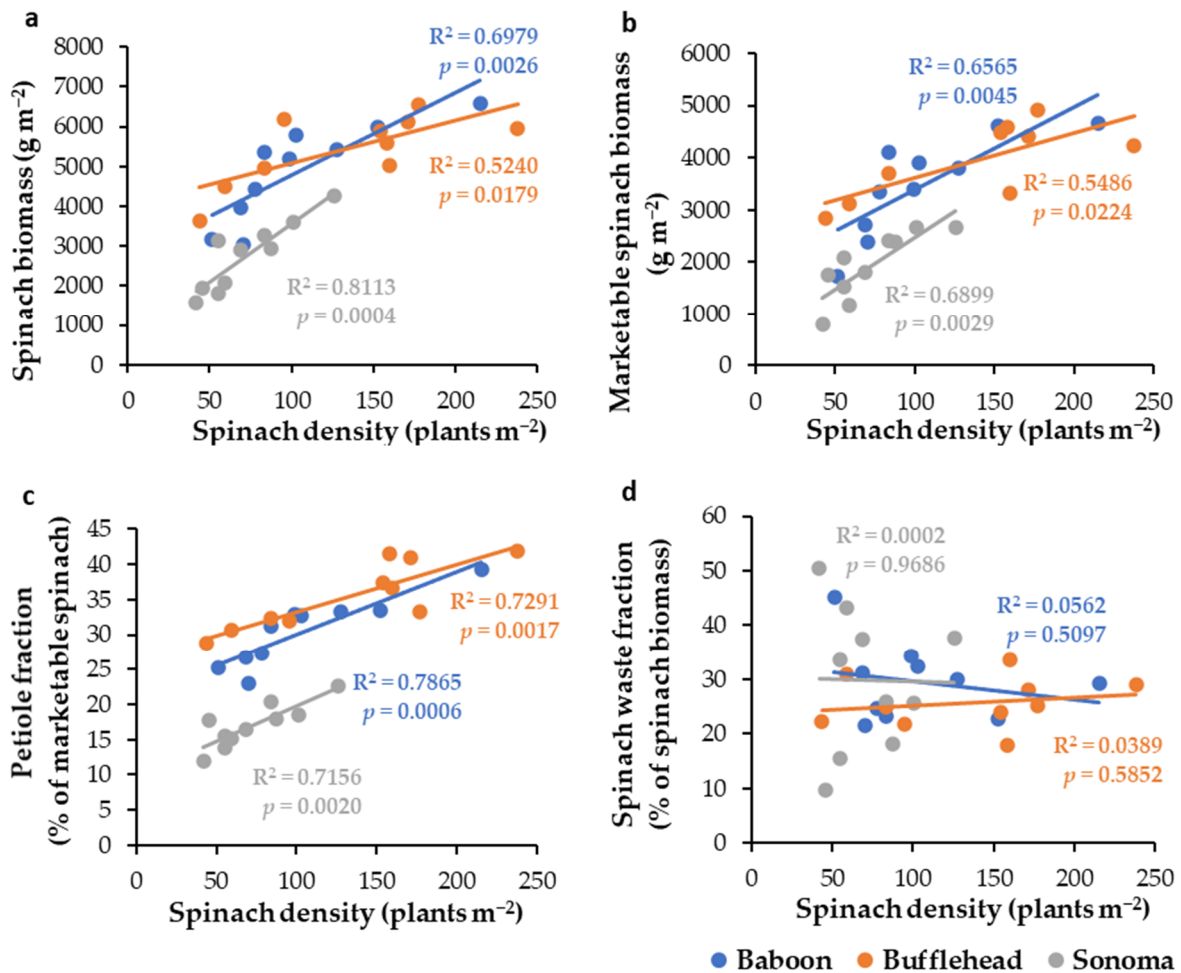 a
Spinach biomass (g m⁻²)
8000
7000
6000
5000
4000
3000
2000
1000
0
R² = 0.6979
p = 0.0026
R² = 0.5240
p = 0.0179
R² = 0.8113
p = 0.0004
0 50 100 150 200 250
Spinach density (plants m⁻²)
b
Marketable spinach biomass
(g m⁻²)
6000
5000
4000
3000
2000
1000
0
R² = 0.6565
p = 0.0045
R² = 0.5486
p = 0.0224
R² = 0.6899
p = 0.0029
0 50 100 150 200 250
Spinach density (plants m⁻²)
c
Petiole fraction
(% of marketable spinach)
45
40
35
30
25
20
15
10
5
0
R² = 0.7291
p = 0.0017
R² = 0.7865
p = 0.0006
R² = 0.7156
p = 0.0020
0 50 100 150 200 250
Spinach density (plants m⁻²)
d
Spinach waste fraction
(% of spinach biomass)
60
50
40
30
20
10
0
R² = 0.0002
p = 0.9686
R² = 0.0562
p = 0.5097
R² = 0.0389
p = 0.5852
0 50 100 150 200 250
Spinach density (plants m⁻²)
Baboon Bufflehead Sonoma